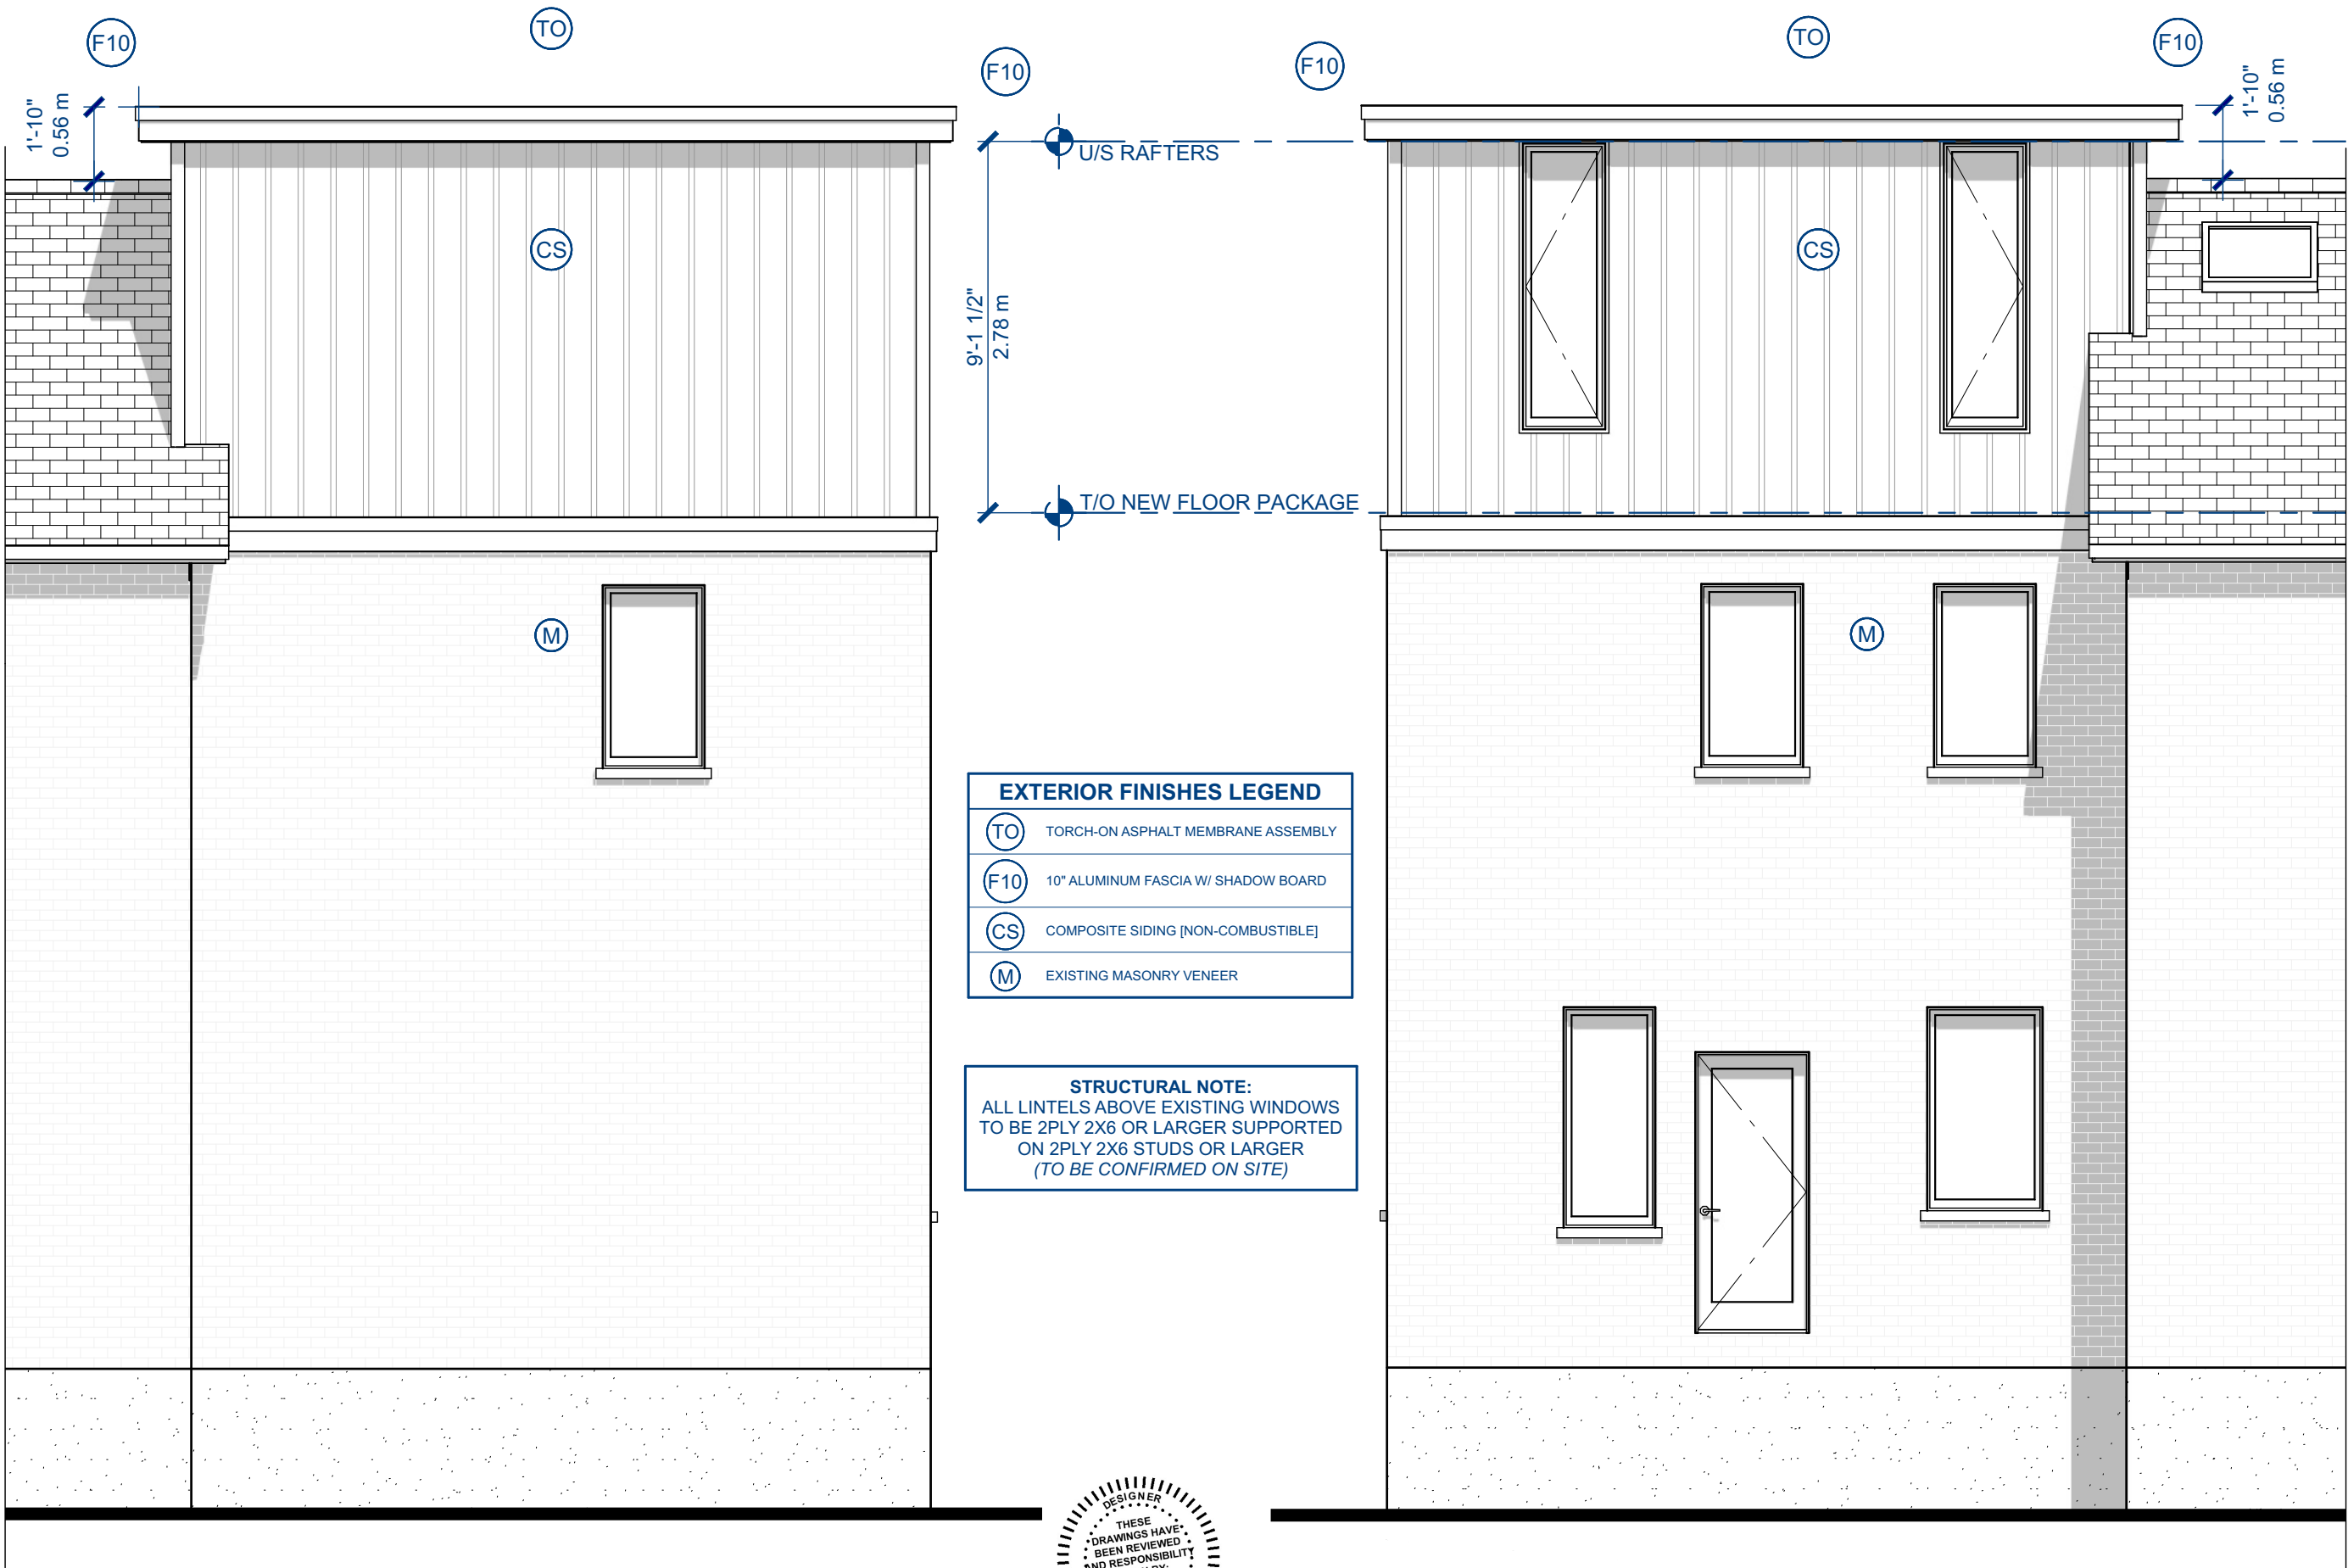 F10
TO
F10
F10
TO
F10
1'-10"
0.56 m
1'-10"
0.56 m
U/S RAFTERS
CS
CS
9'-1 1/2"
2.78 m
T/O NEW FLOOR PACKAGE
M
M
EXTERIOR FINISHES LEGEND
TO TORCH-ON ASPHALT MEMBRANE ASSEMBLY
F10 10" ALUMINUM FASCIA W/ SHADOW BOARD
CS COMPOSITE SIDING [NON-COMBUSTIBLE]
M EXISTING MASONRY VENEER
STRUCTURAL NOTE:
ALL LINTELS ABOVE EXISTING WINDOWS
TO BE 2PLY 2X6 OR LARGER SUPPORTED
ON 2PLY 2X6 STUDS OR LARGER
(TO BE CONFIRMED ON SITE)
DESIGNER
THESE
DRAWINGS HAVE
BEEN REVIEWED
AND RESPONSIBILITY